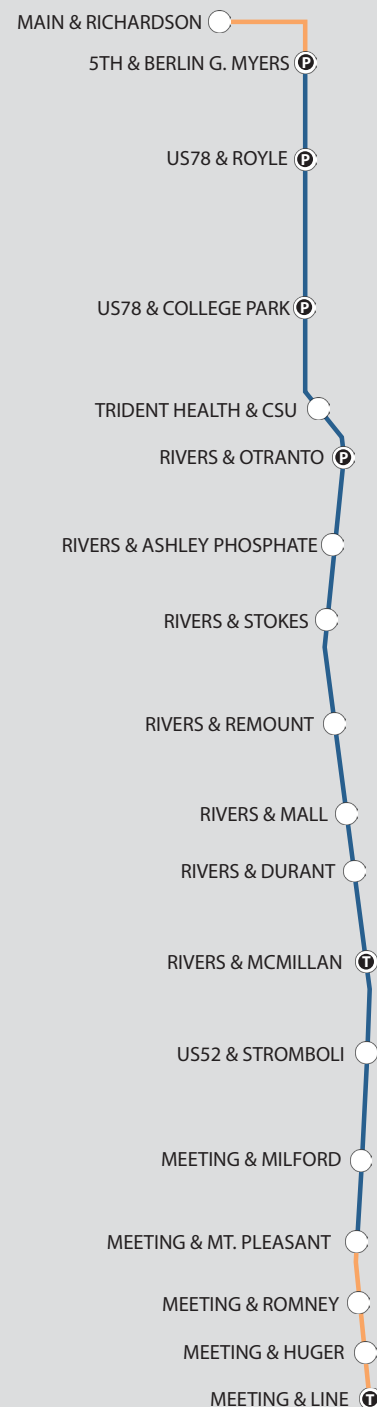 MAIN & RICHARDSON
5TH & BERLIN G. MYERS P
US78 & ROYLE P
US78 & COLLEGE PARK P
TRIDENT HEALTH & CSU
RIVERS & OTRANTO P
RIVERS & ASHLEY PHOSPHATE
RIVERS & STOKES
RIVERS & REMOUNT
RIVERS & MALL
RIVERS & DURANT
RIVERS & MCMILLAN T
US52 & STROMBOLI
MEETING & MILFORD
MEETING & MT. PLEASANT
MEETING & ROMNEY
MEETING & HUGER
MEETING & LINE T